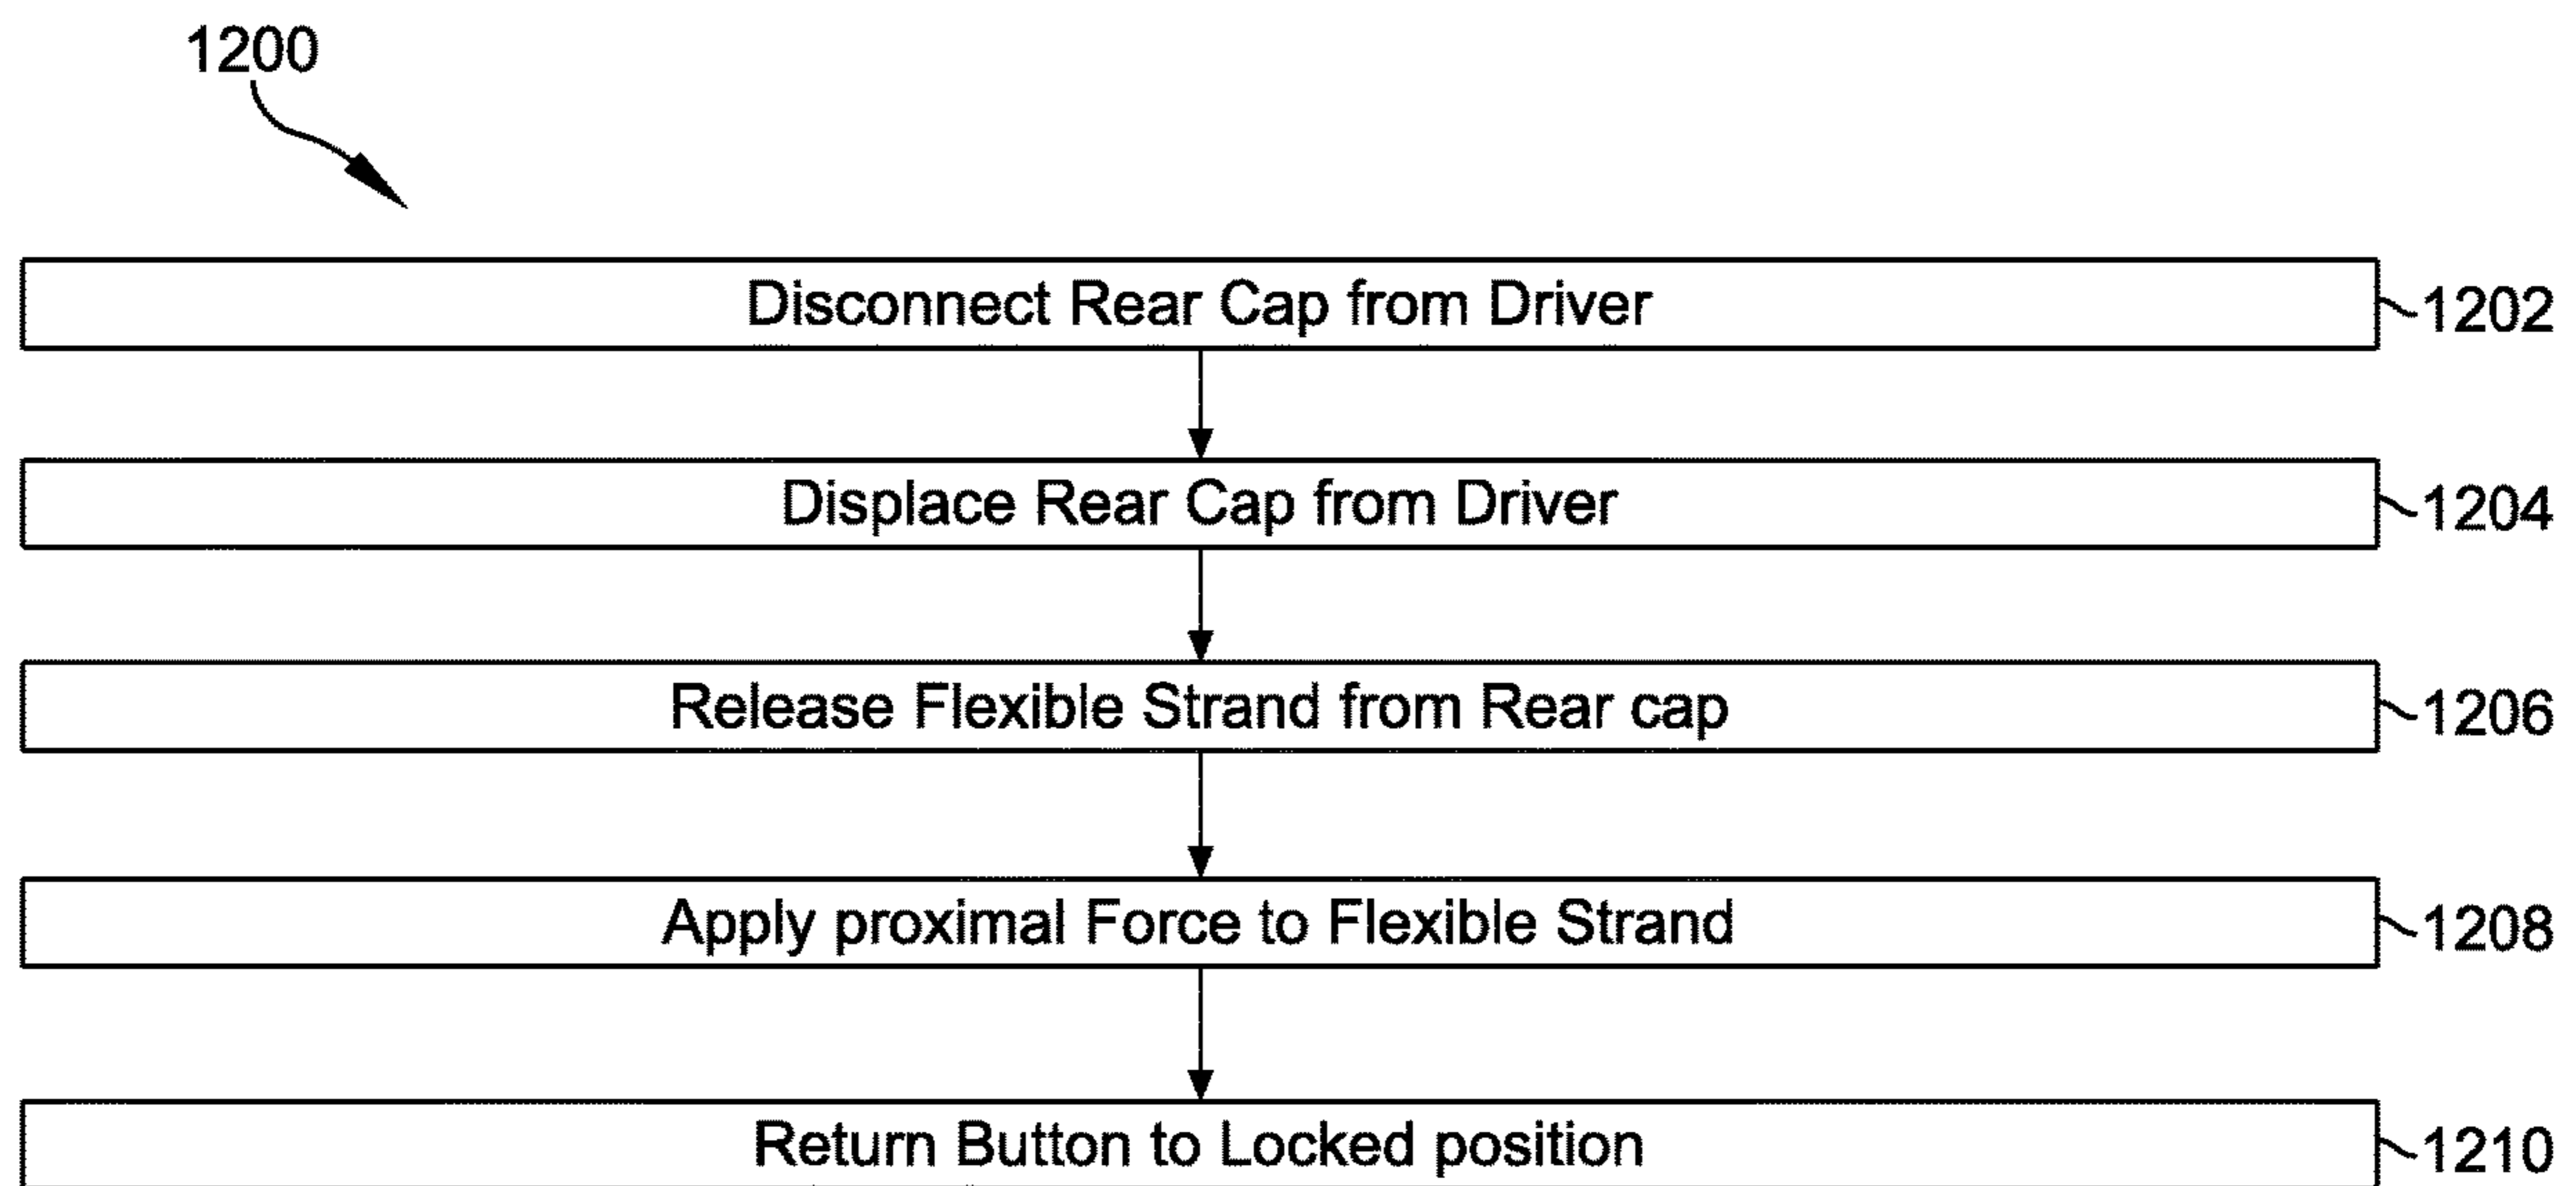 1200
Disconnect Rear Cap from Driver 1202
Displace Rear Cap from Driver 1204
Release Flexible Strand from Rear cap 1206
Apply proximal Force to Flexible Strand 1208
Return Button to Locked position 1210